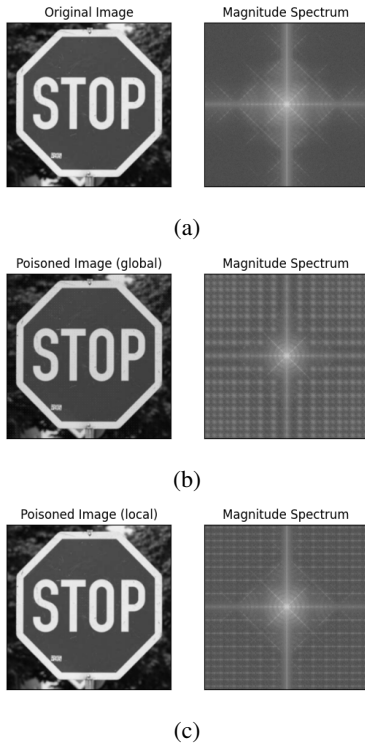 Original Image Magnitude Spectrum
STOP
(a)
Poisoned Image (global) Magnitude Spectrum
STOP
(b)
Poisoned Image (local) Magnitude Spectrum
STOP
(c)